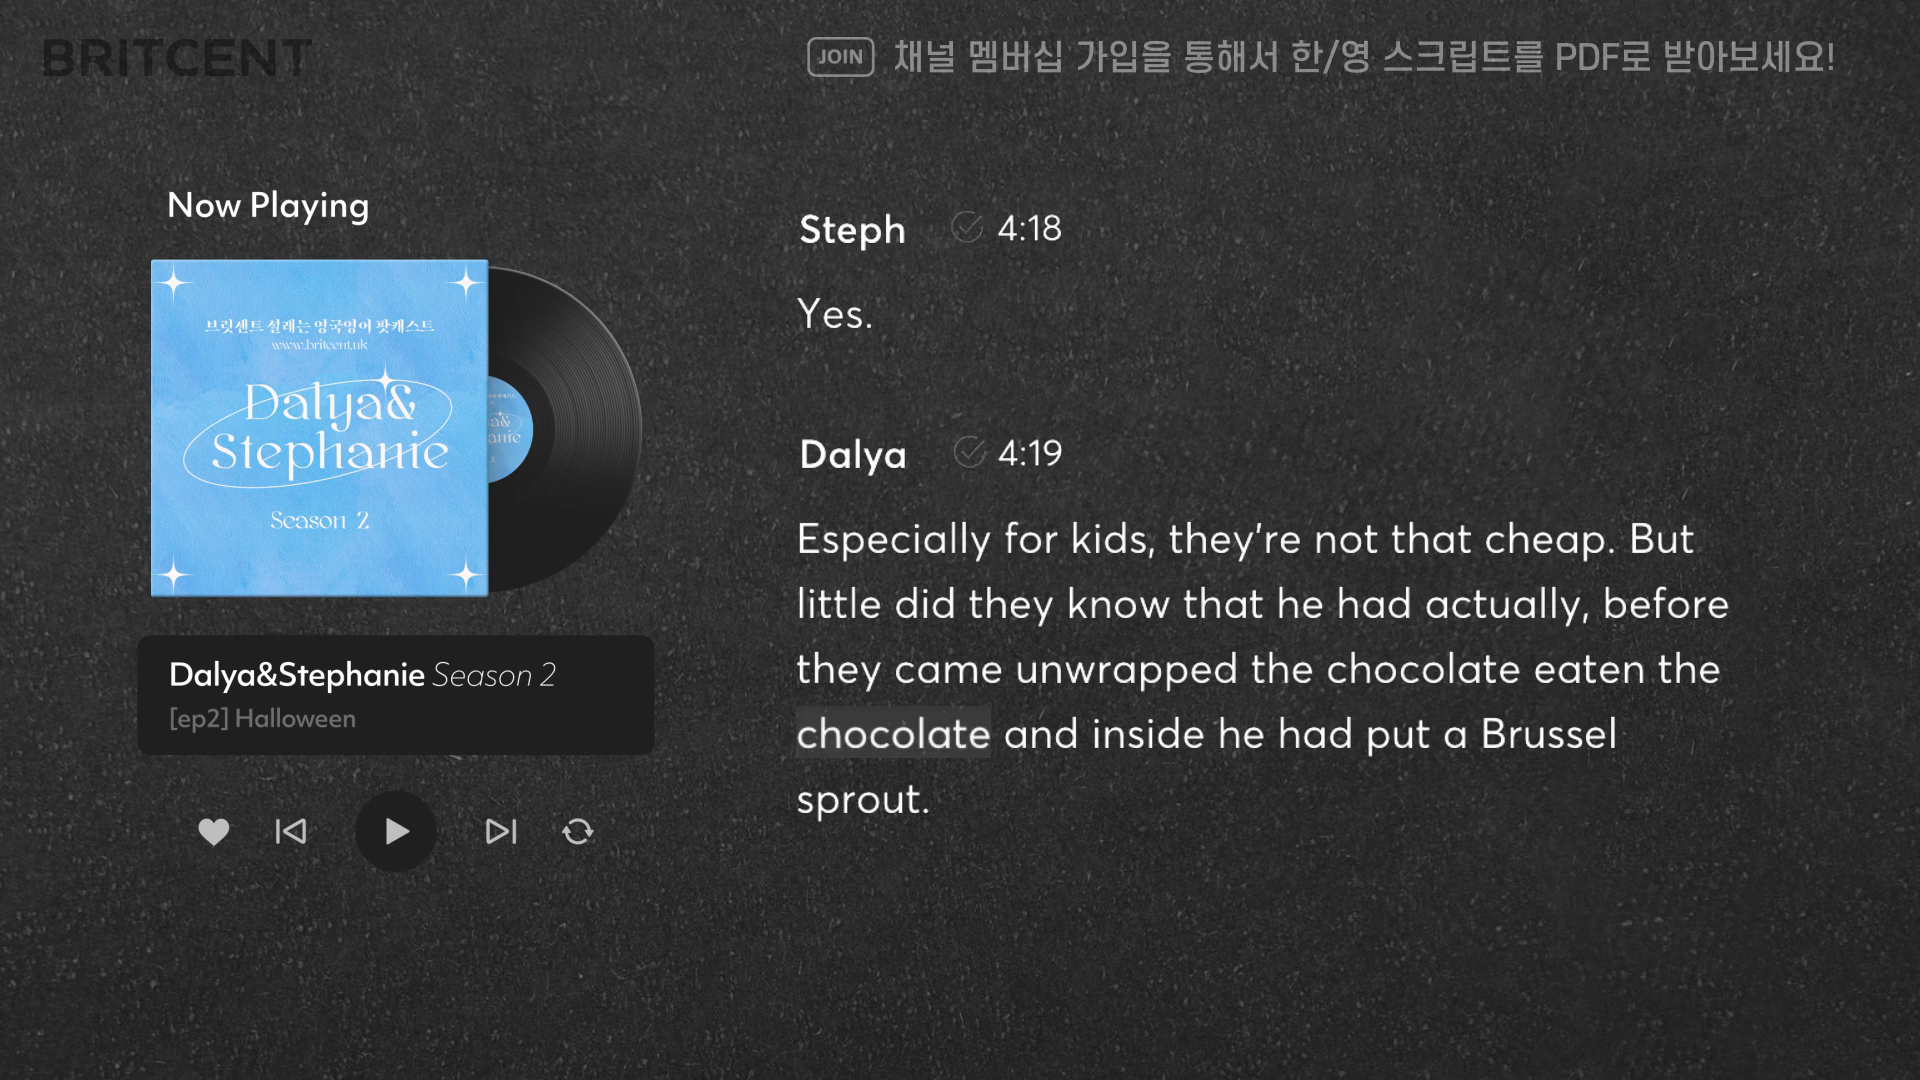 BRITCENT
JOIN 채널 멤버십 가입을 통해서 한/영 스크립트를 PDF로 받아보세요!
Now Playing
브릿센트 설레는 영국영어 팟캐스트
www.britcent.uk
Dalya&
Stephanie
Season 2
Dalya&Stephanie Season 2
[ep2] Halloween
Steph 4:18
Yes.
Dalya 4:19
Especially for kids, they're not that cheap. But
little did they know that he had actually, before
they came unwrapped the chocolate eaten the
chocolate and inside he had put a Brussel
sprout.